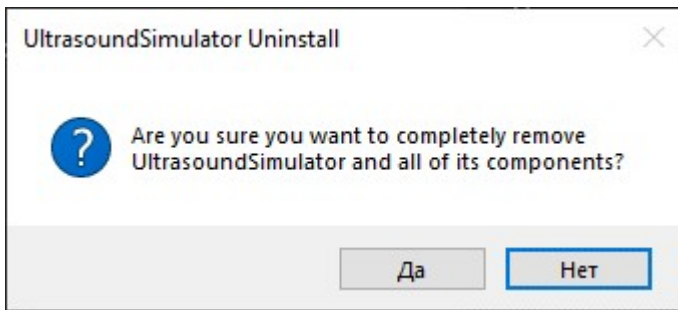 UltrasoundSimulator Uninstall
Are you sure you want to completely remove
UltrasoundSimulator and all of its components?
Да
Нет